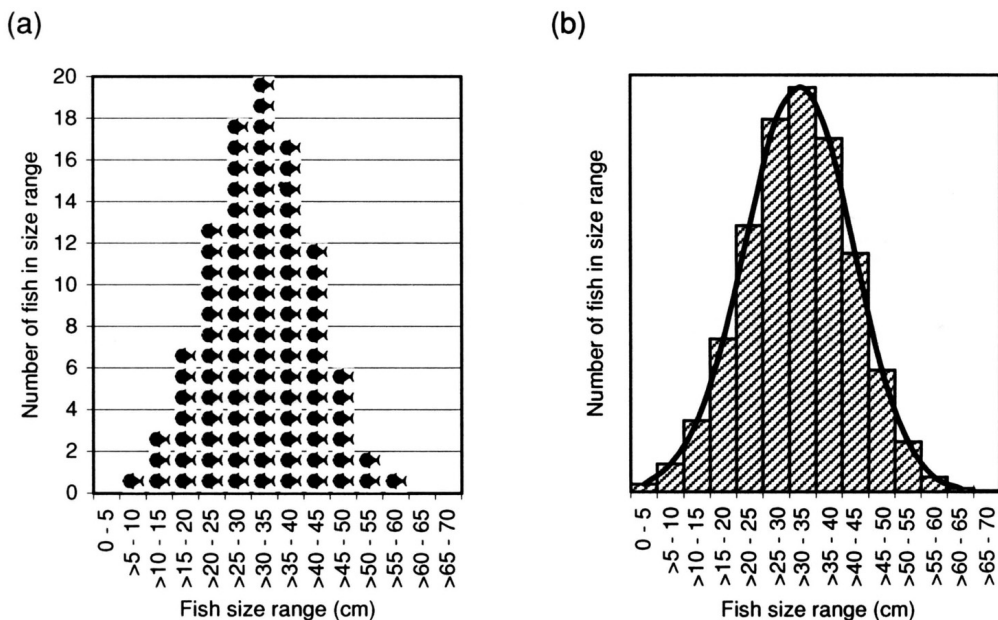 (a)
Number of fish in size range
20
18
16
14
12
10
8
6
4
2
0
0 - 5
>5 - 10
>10 - 15
>15 - 20
>20 - 25
>25 - 30
>30 - 35
>35 - 40
>40 - 45
>45 - 50
>50 - 55
>55 - 60
>60 - 65
>65 - 70
Fish size range (cm)
(b)
Number of fish in size range
0 - 5
>5 - 10
>10 - 15
>15 - 20
>20 - 25
>25 - 30
>30 - 35
>35 - 40
>40 - 45
>45 - 50
>50 - 55
>55 - 60
>60 - 65
>65 - 70
Fish size range (cm)